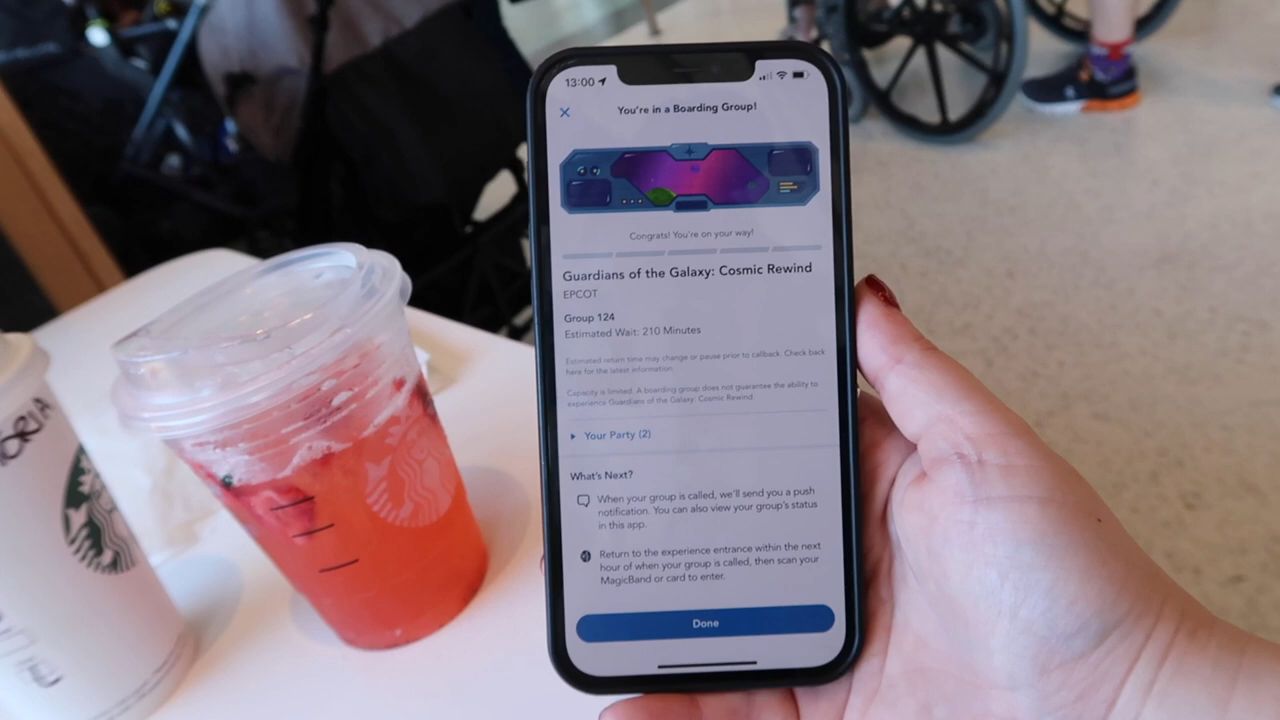 13:00
You're in a Boarding Group!
Congrats! You're on your way!
Guardians of the Galaxy: Cosmic Rewind
EPCOT
Group 124
Estimated Wait: 210 Minutes
Estimated return time may change or pause prior to callback. Check back
here for the latest information.
Capacity is limited. A boarding group does not guarantee the ability to
experience Guardians of the Galaxy: Cosmic Rewind.
Your Party (2)
What's Next?
When your group is called, we'll send you a push
notification. You can also view your group's status
in this app.
Return to the experience entrance within the next
hour of when your group is called, then scan your
MagicBand or card to enter.
Done